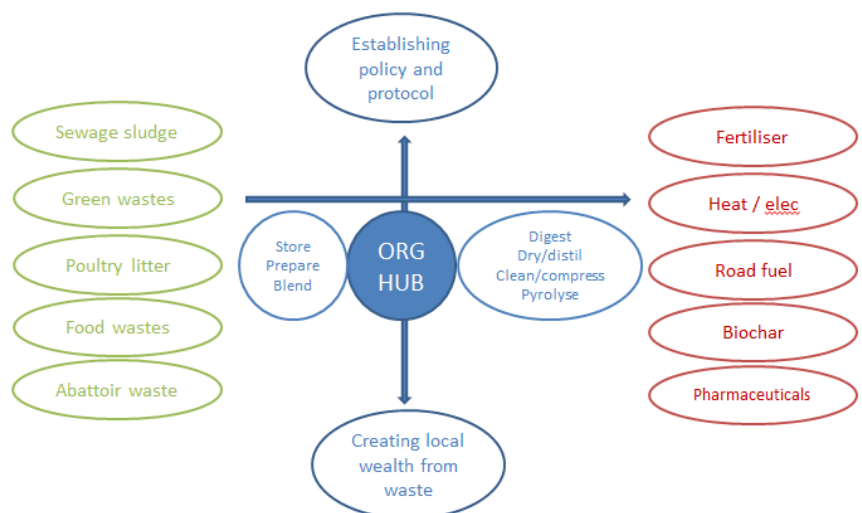 Establishing
policy and
protocol
Sewage sludge
Green wastes
Poultry litter
Food wastes
Abattoir waste
Store
Prepare
Blend
ORG
HUB
Digest
Dry/distil
Clean/compress
Pyrolyse
Fertiliser
Heat / elec
Road fuel
Biochar
Pharmaceuticals
Creating local
wealth from
waste